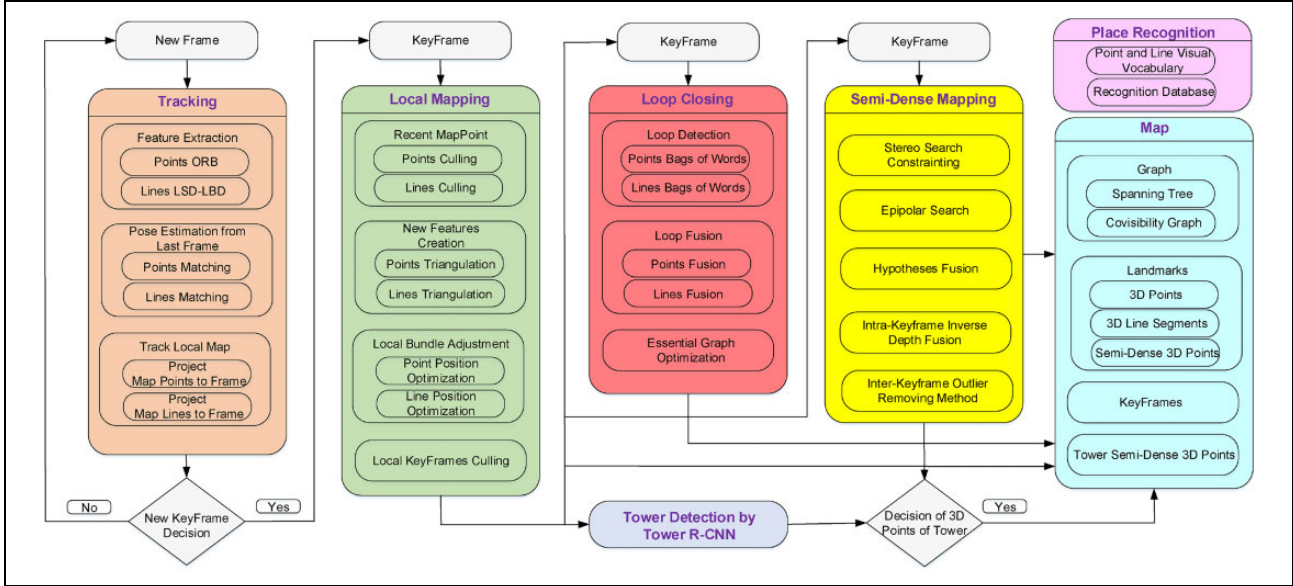 New Frame
Tracking
Feature Extraction
Points ORB
Lines LSD-LBD
Pose Estimation from
Last Frame
Points Matching
Lines Matching
Track Local Map
Project
Map Points to Frame
Project
Map Lines to Frame
No
New KeyFrame
Decision
Yes
KeyFrame
Local Mapping
Recent MapPoint
Points Culling
Lines Culling
New Features
Creation
Points Triangulation
Lines Triangulation
Local Bundle Adjustment
Point Position
Optimization
Line Position
Optimization
Local KeyFrames Culling
KeyFrame
Loop Closing
Loop Detection
Points Bags of Words
Lines Bags of Words
Loop Fusion
Points Fusion
Lines Fusion
Essential Graph
Optimization
Tower Detection by
Tower R-CNN
KeyFrame
Semi-Dense Mapping
Stereo Search
Constrainting
Epipolar Search
Hypotheses Fusion
Intra-Keyframe Inverse
Depth Fusion
Inter-Keyframe Outlier
Removing Method
Decision of 3D
Points of Tower
Yes
Place Recognition
Point and Line Visual
Vocabulary
Recognition Database
Map
Graph
Spanning Tree
Covisibility Graph
Landmarks
3D Points
3D Line Segments
Semi-Dense 3D Points
KeyFrames
Tower Semi-Dense 3D Points